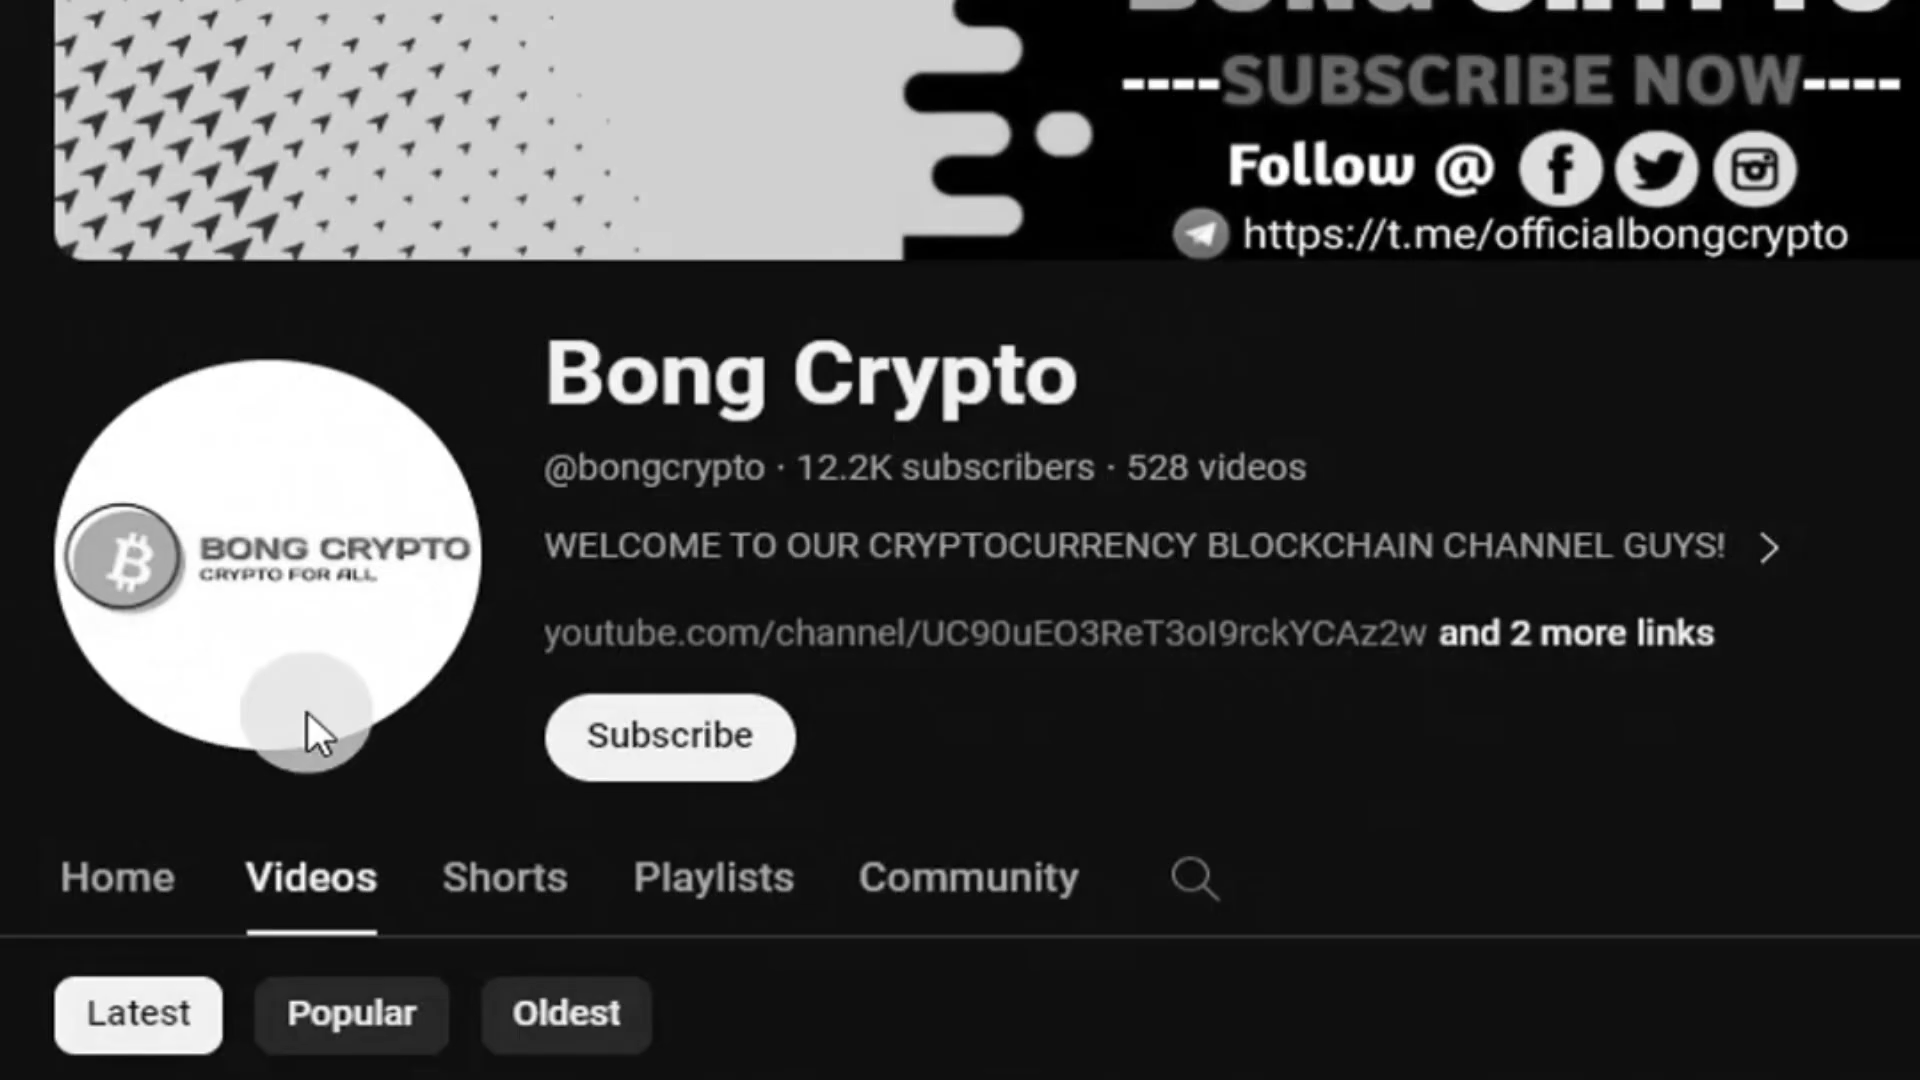 BONG CRYPTO
----SUBSCRIBE NOW----
Follow @
https://t.me/officialbongcrypto
Bong Crypto
@bongcrypto · 12.2K subscribers · 528 videos
BONG CRYPTO
CRYPTO FOR ALL
WELCOME TO OUR CRYPTOCURRENCY BLOCKCHAIN CHANNEL GUYS!
youtube.com/channel/UC90uEO3ReT3oI9rckYCAz2w and 2 more links
Subscribe
Home Videos Shorts Playlists Community
Latest Popular Oldest